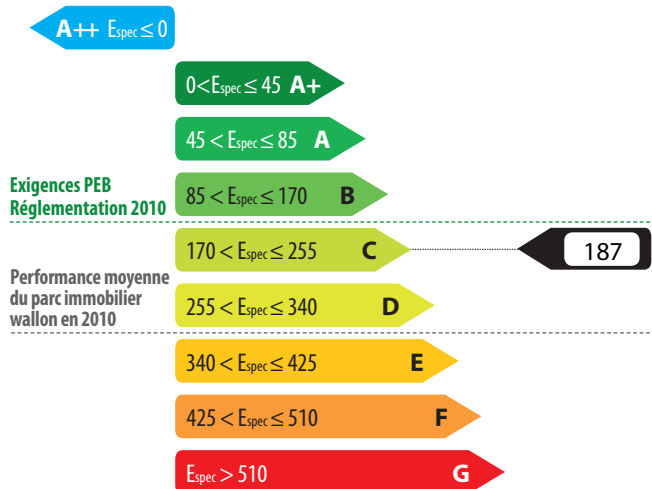 A++ Espec ≤ 0
0<Espec ≤ 45 A+
45 < Espec ≤ 85 A
Exigences PEB
Réglementation 2010
85 < Espec ≤ 170 B
170 < Espec ≤ 255 C
187
Performance moyenne
du parc immobilier
wallon en 2010
255 < Espec ≤ 340 D
340 < Espec ≤ 425 E
425 < Espec ≤ 510 F
Espec > 510 G